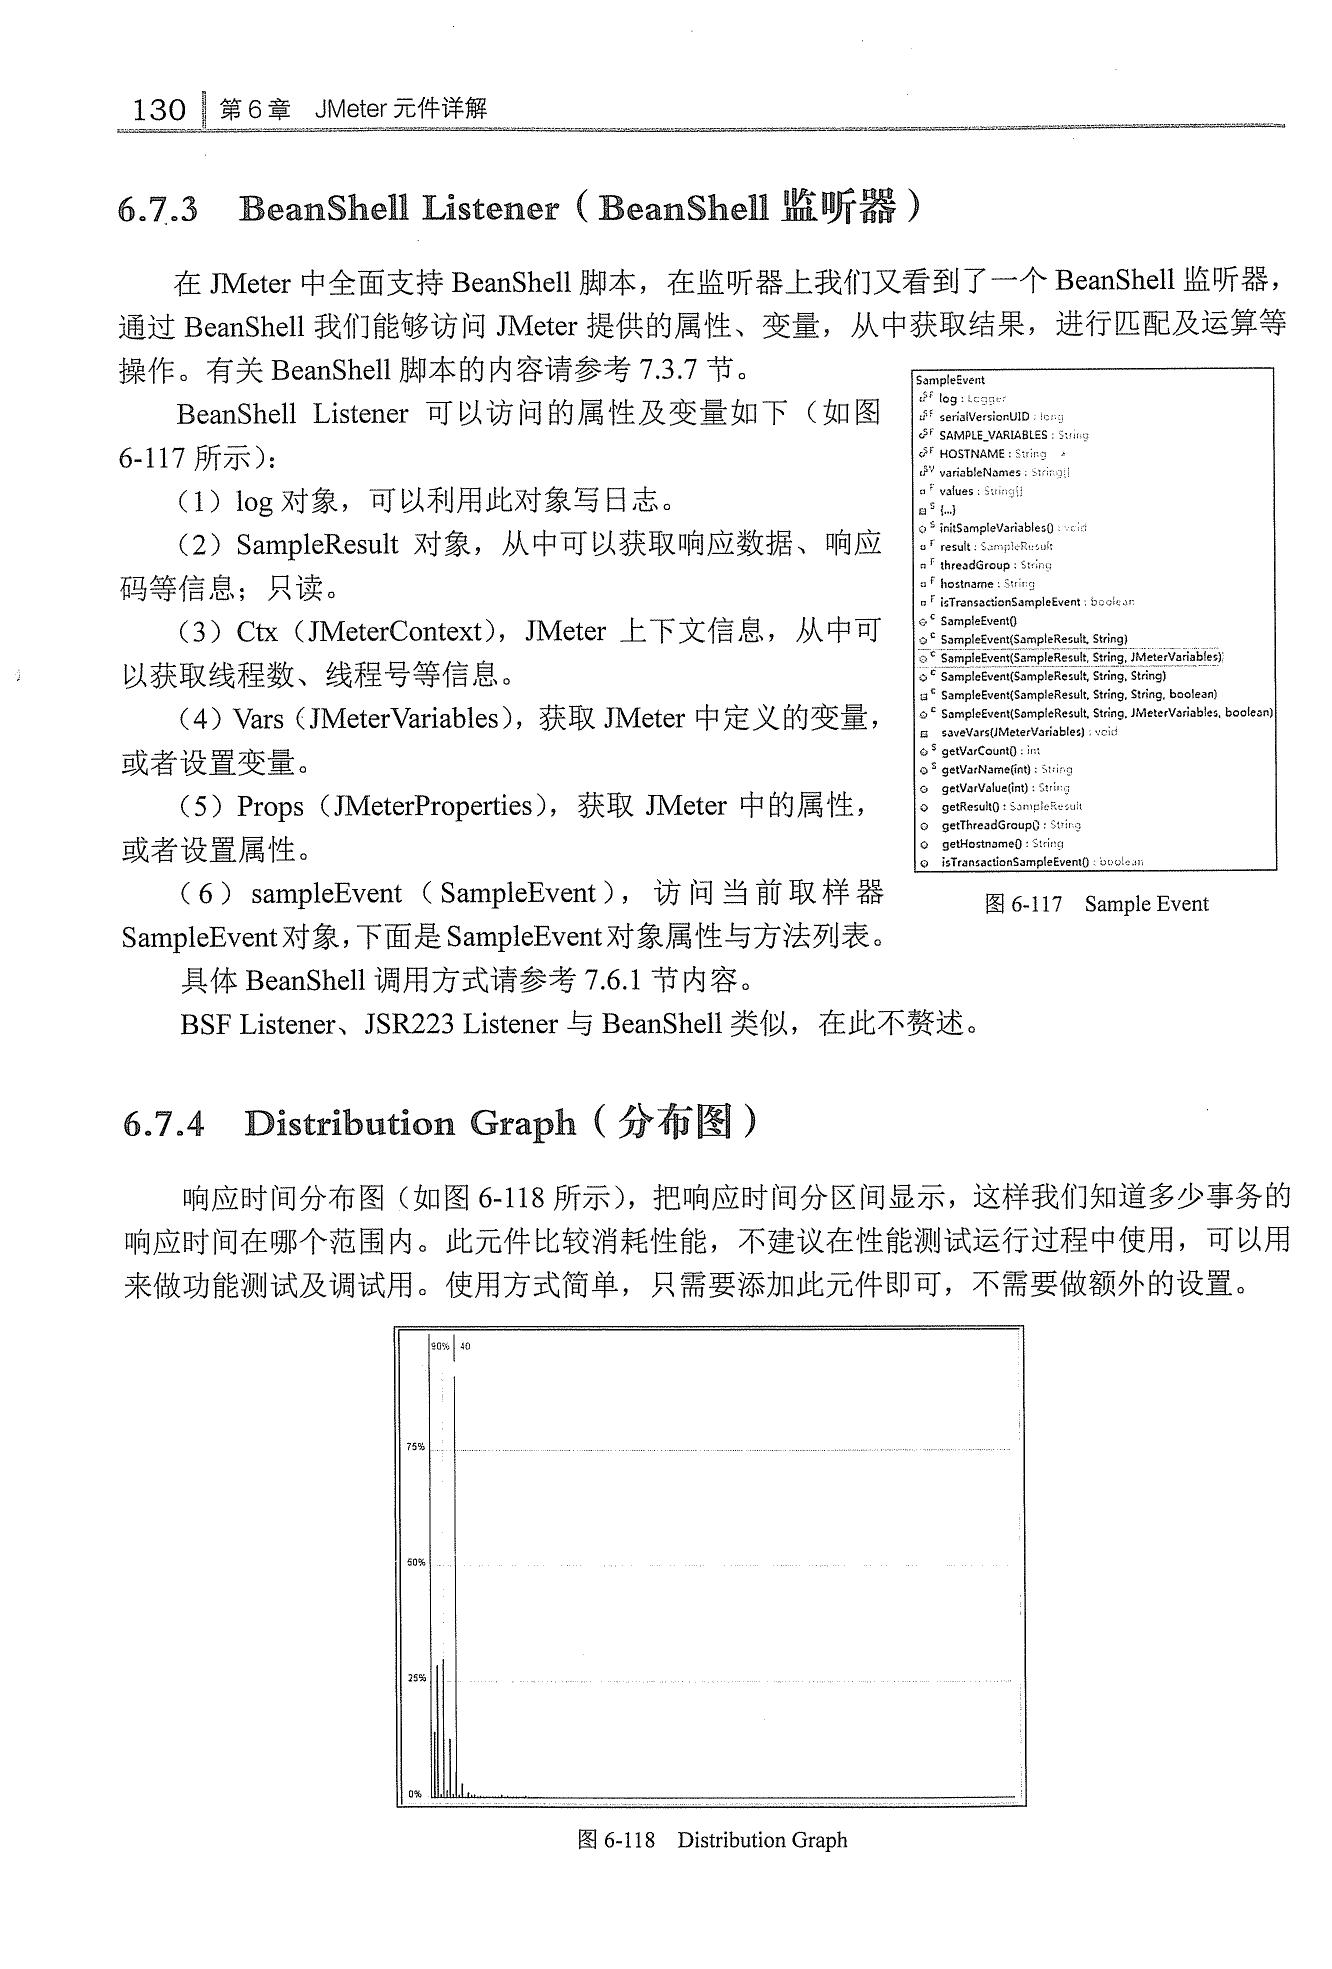 130 第6章 JMeter 元件详解
6.7.3 BeanShell Listener（BeanShell 监听器）
在 JMeter 中全面支持 BeanShell 脚本，在监听器上我们又看到了一个 BeanShell 监听器，
通过 BeanShell 我们能够访问 JMeter 提供的属性、变量，从中获取结果，进行匹配及运算等
操作。有关 BeanShell 脚本的内容请参考 7.3.7 节。
BeanShell Listener 可以访问的属性及变量如下（如图
6-117 所示）：
（1）log 对象，可以利用此对象写日志。
（2）SampleResult 对象，从中可以获取响应数据、响应
码等信息；只读。
（3）Ctx（JMeterContext），JMeter 上下文信息，从中可
以获取线程数、线程号等信息。
（4）Vars（JMeterVariables），获取 JMeter 中定义的变量，
或者设置变量。
（5）Props（JMeterProperties），获取 JMeter 中的属性，
或者设置属性。
（6）sampleEvent（SampleEvent），访问当前取样器
SampleEvent对象，下面是SampleEvent对象属性与方法列表。
SampleEvent
log : Logger
serialVersionUID : long
SAMPLE_VARIABLES : String
HOSTNAME : String
variableNames : String[]
values : String[]
{...}
initSampleVariables() : void
result : SampleResult
threadGroup : String
hostname : String
isTransactionSampleEvent : boolean
SampleEvent()
SampleEvent(SampleResult, String)
SampleEvent(SampleResult, String, JMeterVariables)
SampleEvent(SampleResult, String, String)
SampleEvent(SampleResult, String, String, boolean)
SampleEvent(SampleResult, String, JMeterVariables, boolean)
saveVars(JMeterVariables) : void
getVarCount() : int
getVarName(int) : String
getVarValue(int) : String
getResult() : SampleResult
getThreadGroup() : String
getHostname() : String
isTransactionSampleEvent() : boolean
图 6-117 Sample Event
具体 BeanShell 调用方式请参考 7.6.1 节内容。
BSF Listener、JSR223 Listener 与 BeanShell 类似，在此不赘述。
6.7.4 Distribution Graph（分布图）
响应时间分布图（如图 6-118 所示），把响应时间分区间显示，这样我们知道多少事务的
响应时间在哪个范围内。此元件比较消耗性能，不建议在性能测试运行过程中使用，可以用
来做功能测试及调试用。使用方式简单，只需要添加此元件即可，不需要做额外的设置。
90% 40
75%
50%
25%
0%
图 6-118 Distribution Graph